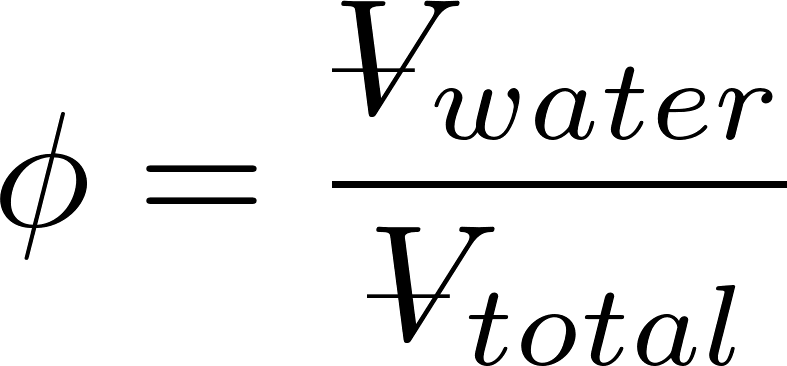 ϕ = V̶_water / V̶_total